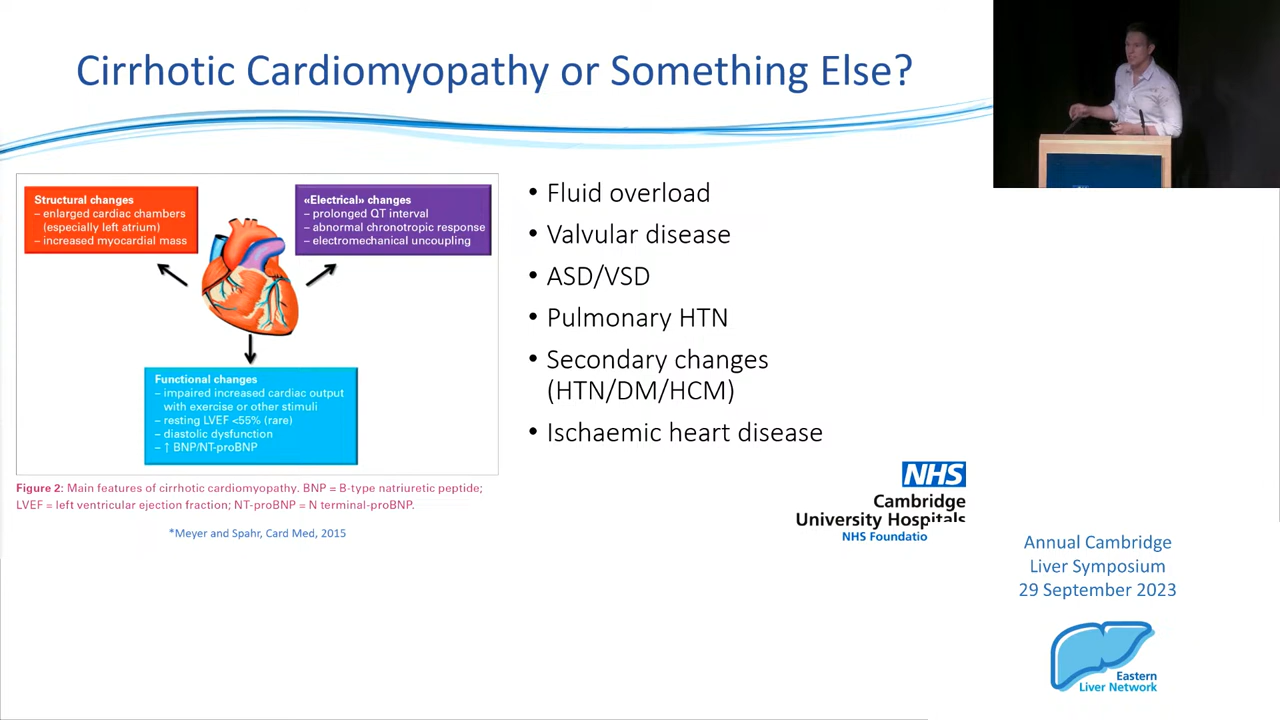 Cirrhotic Cardiomyopathy or Something Else?
Structural changes
– enlarged cardiac chambers
(especially left atrium)
– increased myocardial mass
«Electrical» changes
– prolonged QT interval
– abnormal chronotropic response
– electromechanical uncoupling
Functional changes
– impaired increased cardiac output
with exercise or other stimuli
– resting LVEF <55% (rare)
– diastolic dysfunction
– ↑ BNP/NT-proBNP
Figure 2: Main features of cirrhotic cardiomyopathy. BNP = B-type natriuretic peptide;
LVEF = left ventricular ejection fraction; NT-proBNP = N terminal-proBNP.
*Meyer and Spahr, Card Med, 2015
• Fluid overload
• Valvular disease
• ASD/VSD
• Pulmonary HTN
• Secondary changes
(HTN/DM/HCM)
• Ischaemic heart disease
NHS
Cambridge
University Hospitals
NHS Foundatio
Annual Cambridge
Liver Symposium
29 September 2023
Eastern
Liver Network